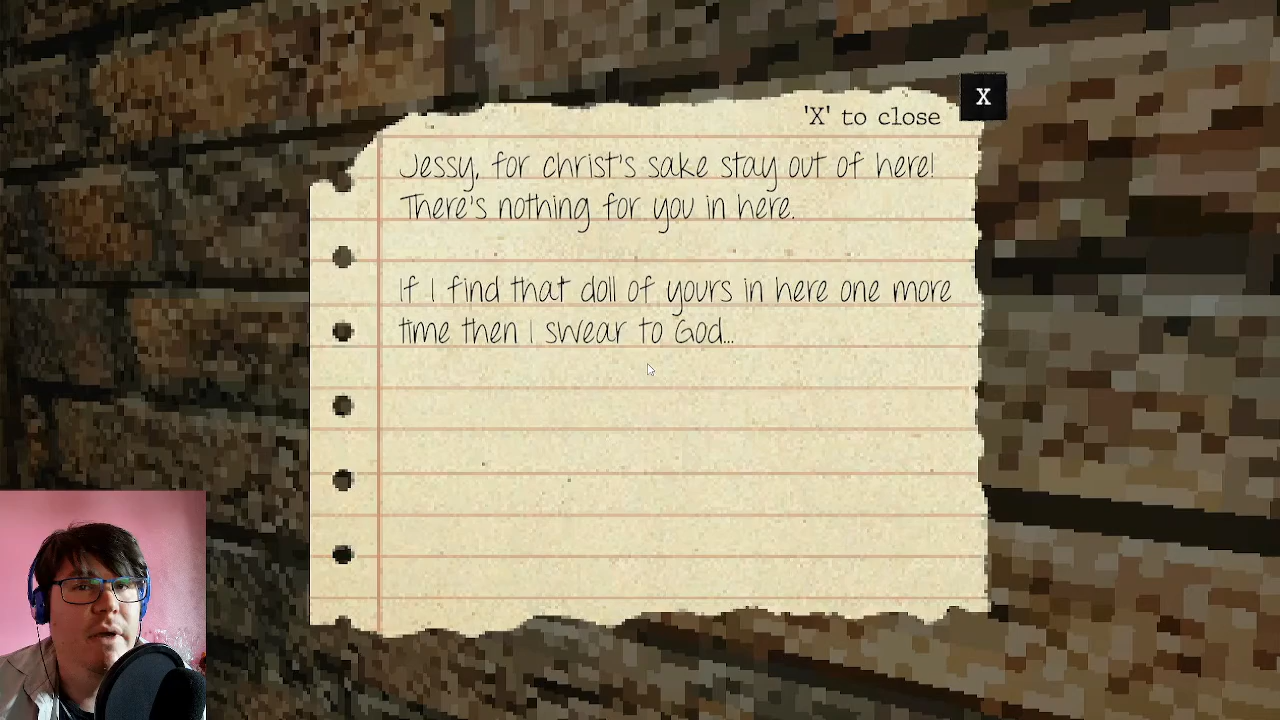 X
'X' to close
Jessy, for christ's sake stay out of here!
There's nothing for you in here.
If I find that doll of yours in here one more
time then I swear to God...